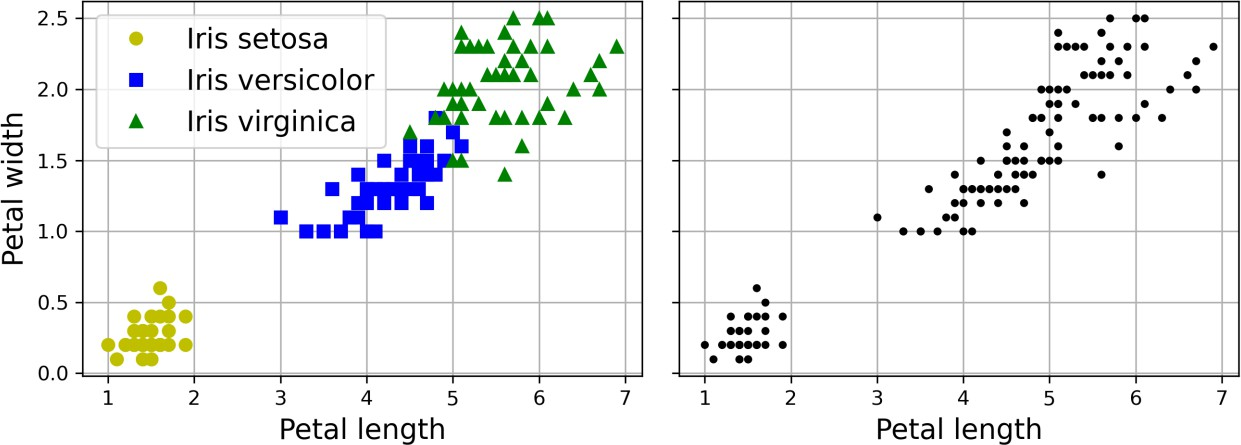 2.5
2.0
1.5
1.0
0.5
0.0
Petal width
Iris setosa
Iris versicolor
Iris virginica
1 2 3 4 5 6 7
Petal length
1 2 3 4 5 6 7
Petal length